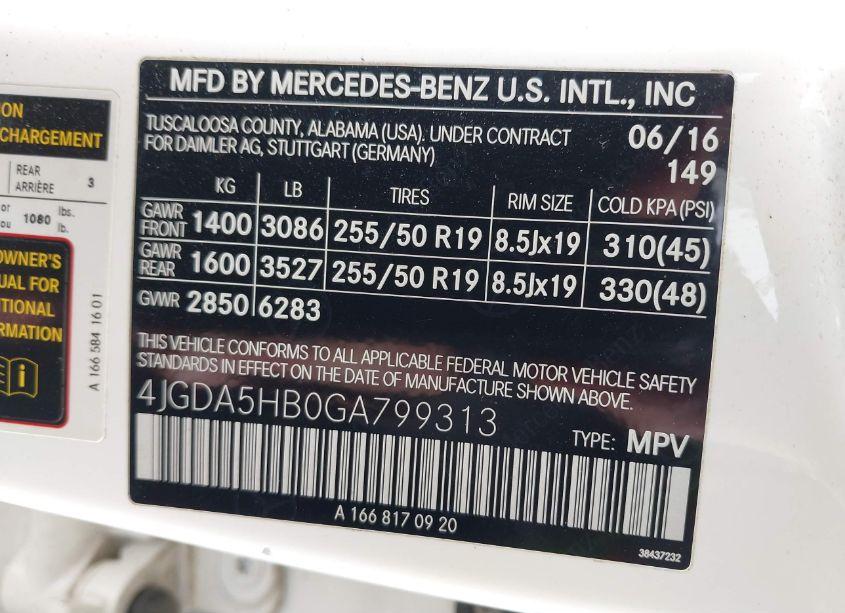 ON
CHARGEMENT
REAR
ARRIÈRE 3
or
ou 1080 lbs.
lb.
OWNER'S
UAL FOR
ITIONAL
ORMATION
A 166 584 16 01
MFD BY MERCEDES-BENZ U.S. INTL., INC
TUSCALOOSA COUNTY, ALABAMA (USA), UNDER CONTRACT 06/16
FOR DAIMLER AG, STUTTGART (GERMANY) 149
KG LB TIRES RIM SIZE COLD KPA (PSI)
GAWR FRONT 1400 3086 255/50 R19 8.5Jx19 310(45)
GAWR REAR 1600 3527 255/50 R19 8.5Jx19 330(48)
GVWR 2850 6283
THIS VEHICLE CONFORMS TO ALL APPLICABLE FEDERAL MOTOR VEHICLE SAFETY
STANDARDS IN EFFECT ON THE DATE OF MANUFACTURE SHOWN ABOVE.
4JGDA5HB0GA799313
TYPE: MPV
A 166 817 09 20
38437232